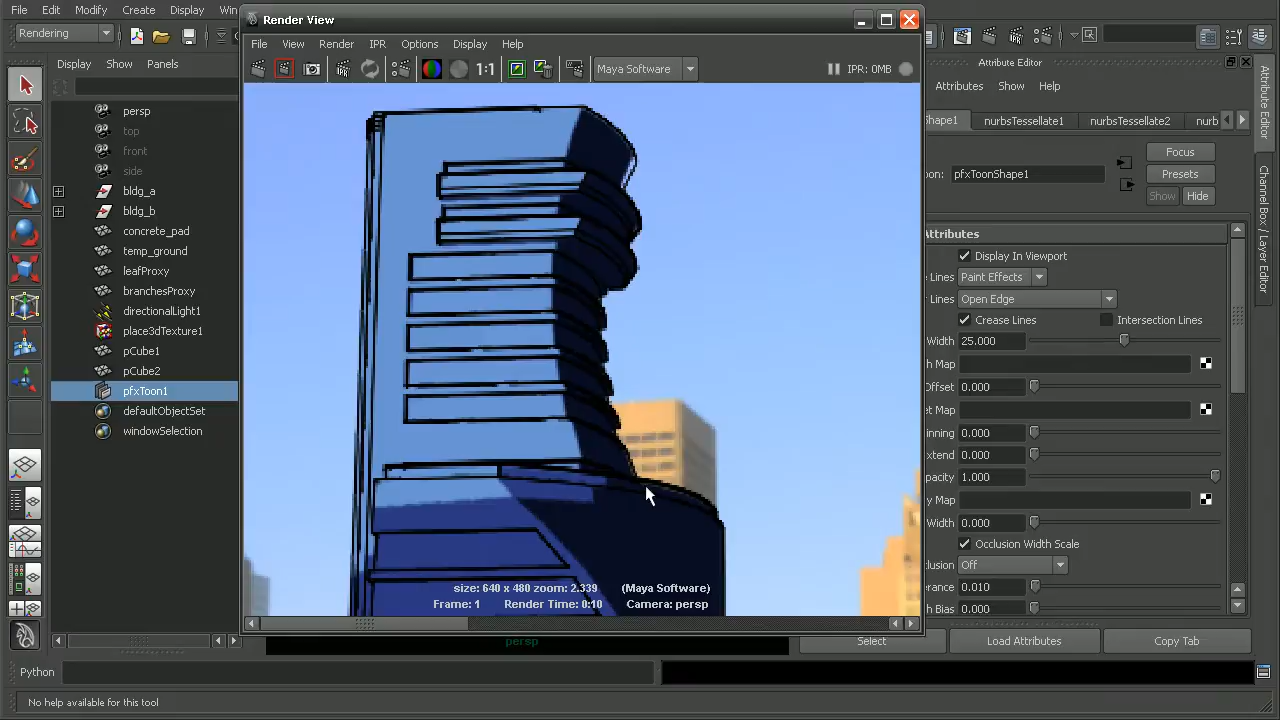 File Edit Modify Create Display Win
Render View
Rendering
File View Render IPR Options Display Help
1:1 Maya Software IPR: 0MB
Display Show Panels
Attribute Editor
Attributes Show Help
Shape1 nurbsTessellate1 nurbsTessellate2 nurb
Focus
oon: pfxToonShape1 Presets
Show Hide
persp
top
front
side
bldg_a
bldg_b
concrete_pad
temp_ground
leafProxy
branchesProxy
directionalLight1
place3dTexture1
pCube1
pCube2
pfxToon1
defaultObjectSet
windowSelection
Attributes
Display In Viewport
e Lines Paint Effects
Lines Open Edge
Crease Lines Intersection Lines
Width 25.000
h Map
Offset 0.000
et Map
nning 0.000
xtend 0.000
pacity 1.000
y Map
Width 0.000
Occlusion Width Scale
lusion Off
erance 0.010
h Bias 0.000
size: 640 x 480 zoom: 2.339 (Maya Software)
Frame: 1 Render Time: 0:10 Camera: persp
persp
Select Load Attributes Copy Tab
Attribute Editor
Channel Box / Layer Editor
Python
No help available for this tool